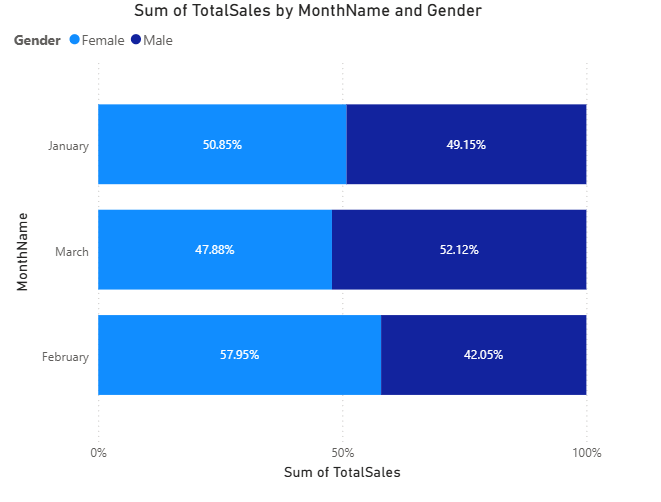 Sum of TotalSales by MonthName and Gender
Gender Female Male
January 50.85% 49.15%
March 47.88% 52.12%
February 57.95% 42.05%
MonthName
0% 50% 100%
Sum of TotalSales